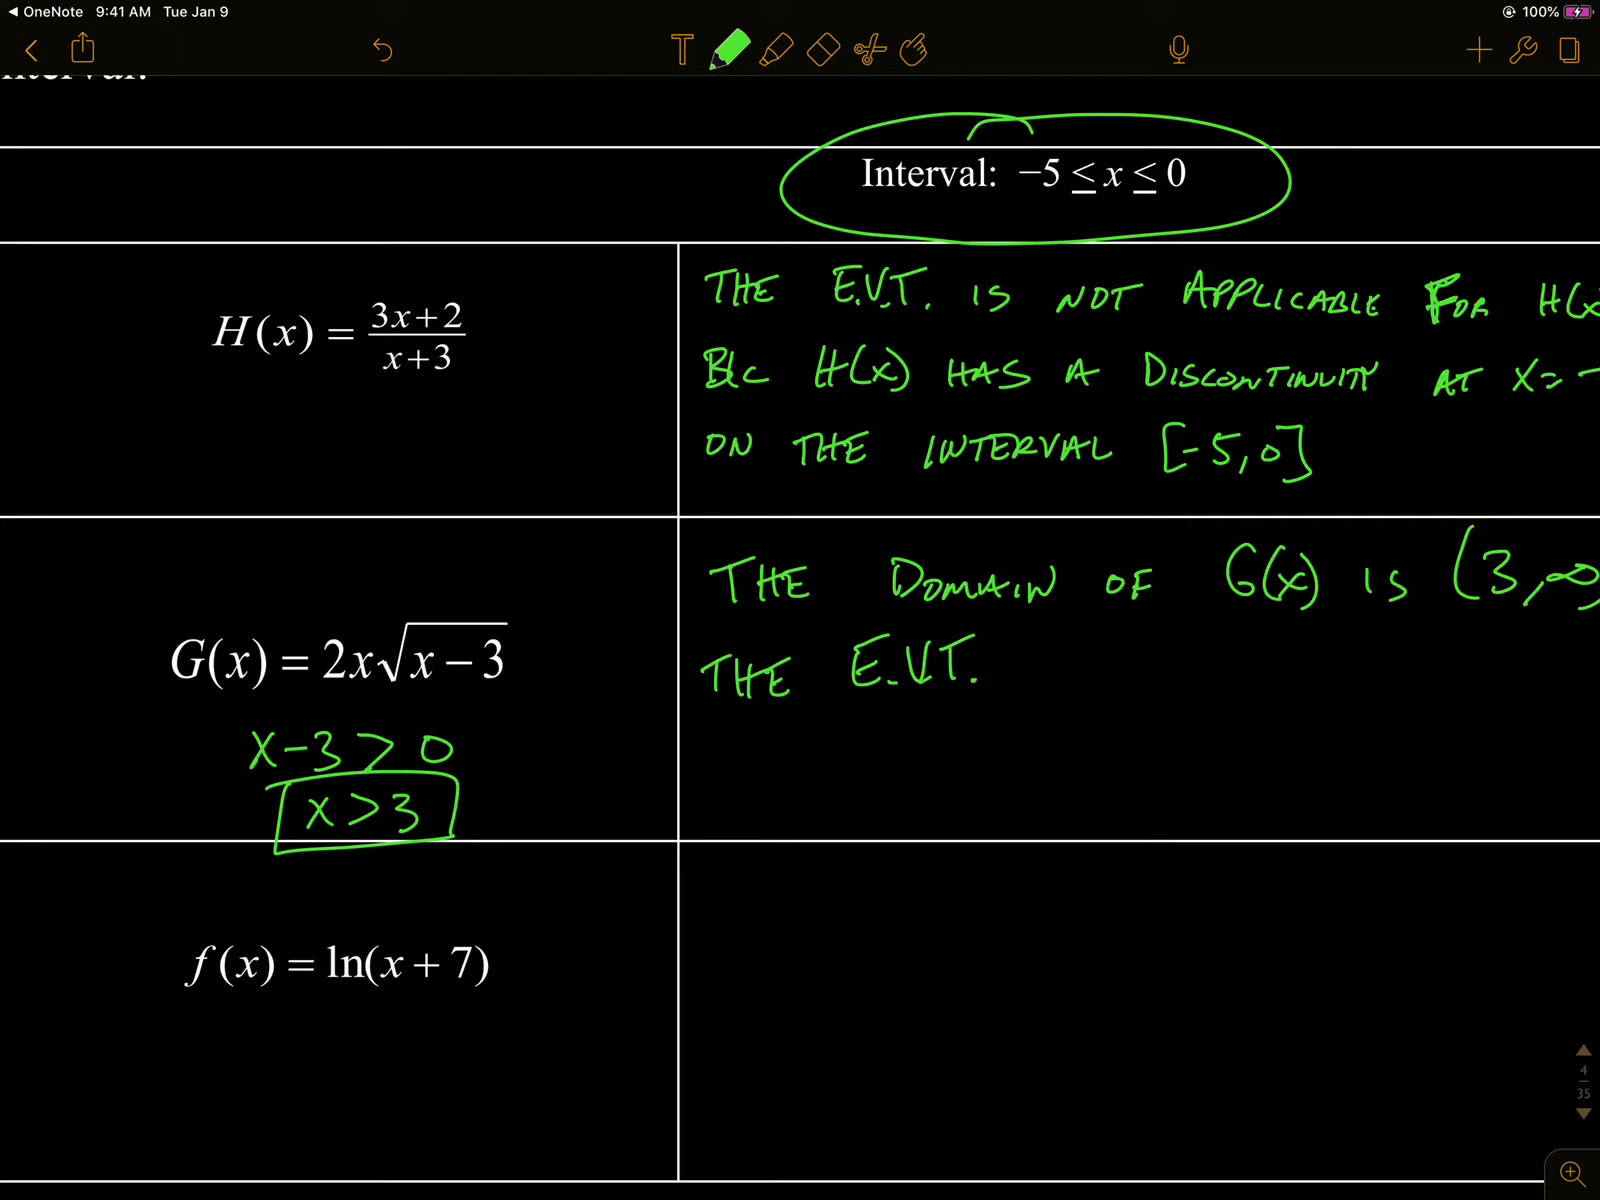 OneNote 9:41 AM Tue Jan 9 100%
Interval: −5 ≤ x ≤ 0
H(x) = \frac{3x+2}{x+3}
THE E.V.T. IS NOT APPLICABLE FOR H(x
B/C H(x) HAS A DISCONTINUITY AT X= -
ON THE INTERVAL [-5,0]
G(x) = 2x√(x − 3)
X-3 > 0
X > 3
THE DOMAIN OF G(x) IS (3,∞)
THE E.V.T.
f(x) = ln(x + 7)
4
35